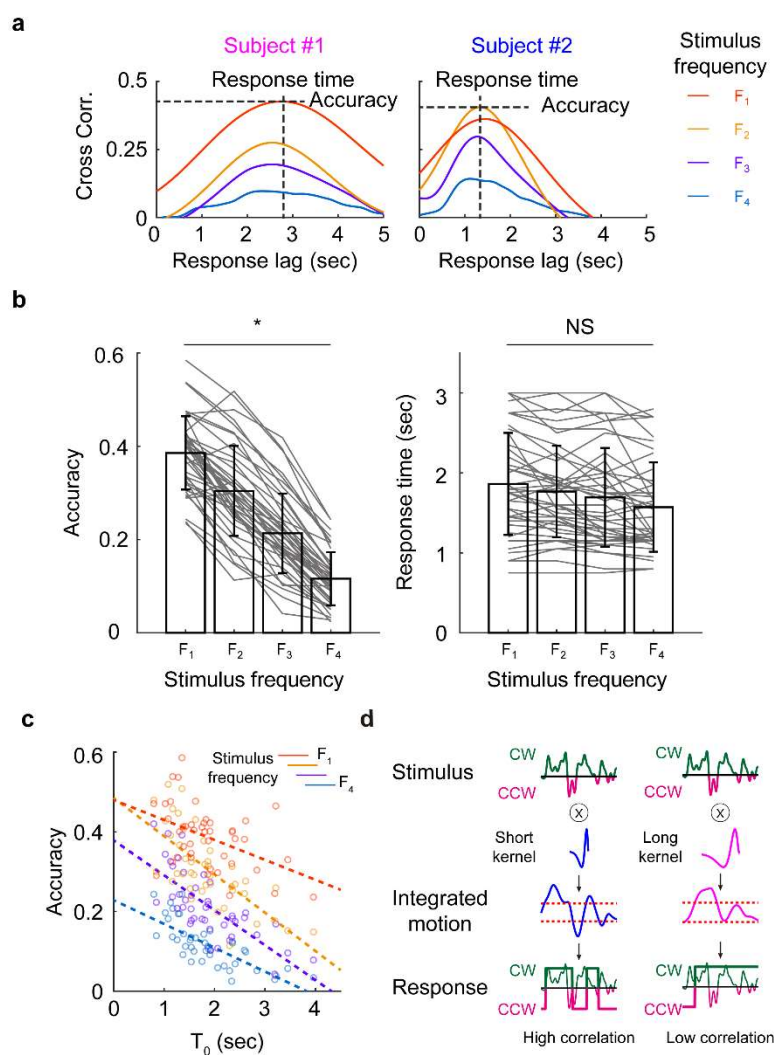 a
Subject #1
Subject #2
Stimulus
frequency
F1
F2
F3
F4
0.5
0.25
0
Cross Corr.
Response time
Accuracy
0 1 2 3 4 5
Response lag (sec)
Response time
Accuracy
0 1 2 3 4 5
Response lag (sec)
b
*
0.6
0.4
0.2
0
Accuracy
F1 F2 F3 F4
Stimulus frequency
NS
3
2
1
0
Response time (sec)
F1 F2 F3 F4
Stimulus frequency
c
0.6
0.4
0.2
0
Accuracy
Stimulus
frequency
F1
F4
0 1 2 3 4
T0 (sec)
d
Stimulus
CW
CCW
CW
CCW
X
X
Short
kernel
Long
kernel
Integrated
motion
Response
CW
CCW
CW
CCW
High correlation
Low correlation